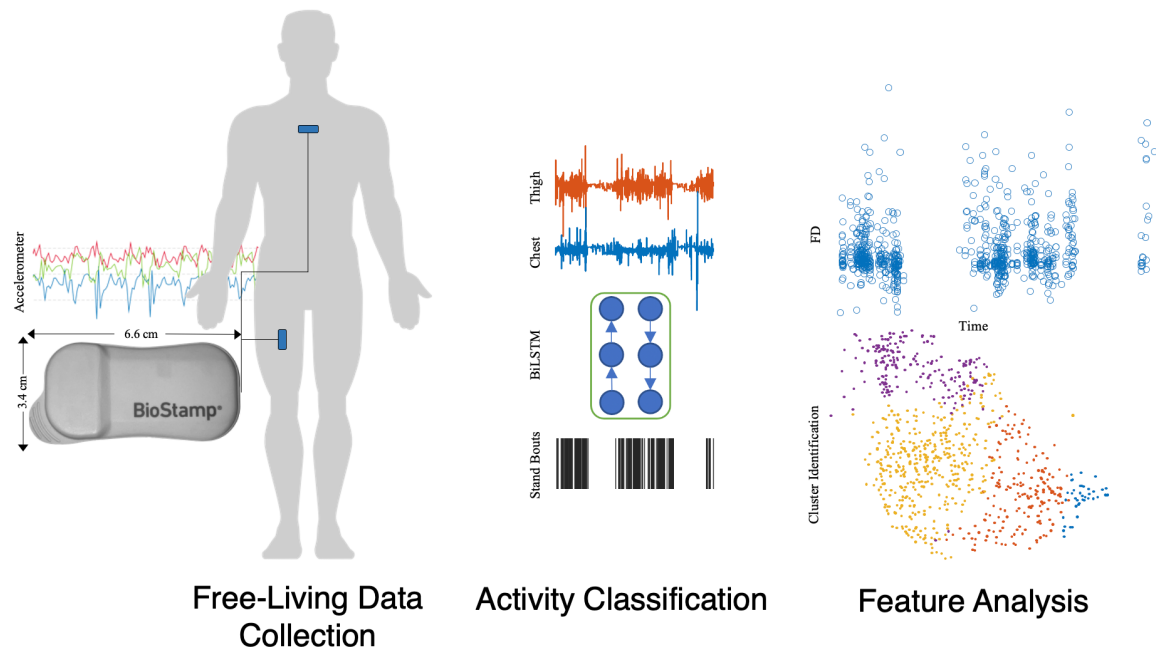 Accelerometer
6.6 cm
3.4 cm
BioStamp®
Free-Living Data
Collection
Thigh
Chest
BiLSTM
Stand Bouts
Activity Classification
FD
Time
Cluster Identification
Feature Analysis